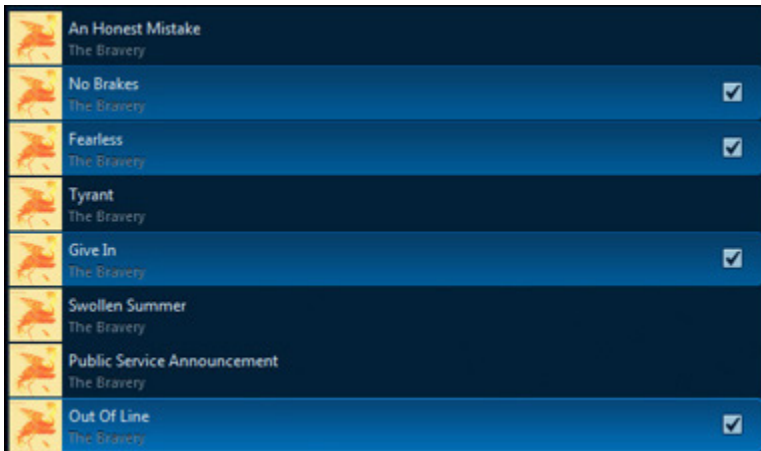 An Honest Mistake
The Bravery
No Brakes
The Bravery
Fearless
The Bravery
Tyrant
The Bravery
Give In
The Bravery
Swollen Summer
The Bravery
Public Service Announcement
The Bravery
Out Of Line
The Bravery